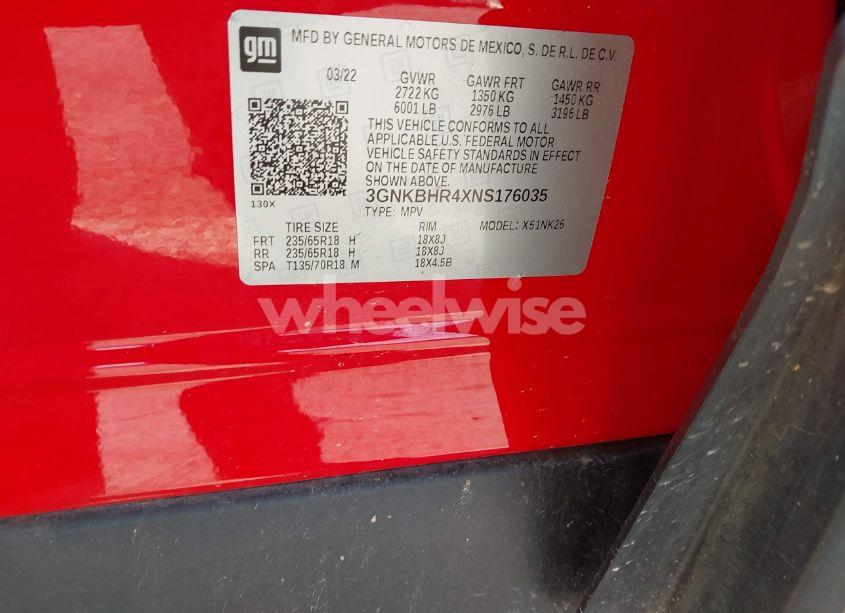 gm MFD BY GENERAL MOTORS DE MEXICO, S. DE R.L. DE C.V.
03/22 GVWR GAWR FRT GAWR RR
2722 KG 1350 KG 1450 KG
6001 LB 2976 LB 3196 LB
THIS VEHICLE CONFORMS TO ALL
APPLICABLE U.S. FEDERAL MOTOR
VEHICLE SAFETY STANDARDS IN EFFECT
ON THE DATE OF MANUFACTURE
SHOWN ABOVE.
130X 3GNKBHR4XNS176035
TYPE: MPV MODEL: X51NK26
TIRE SIZE RIM
FRT 235/65R18 H 18X8J
RR 235/65R18 H 18X8J
SPA T135/70R18 M 18X4.5B
wheelwise